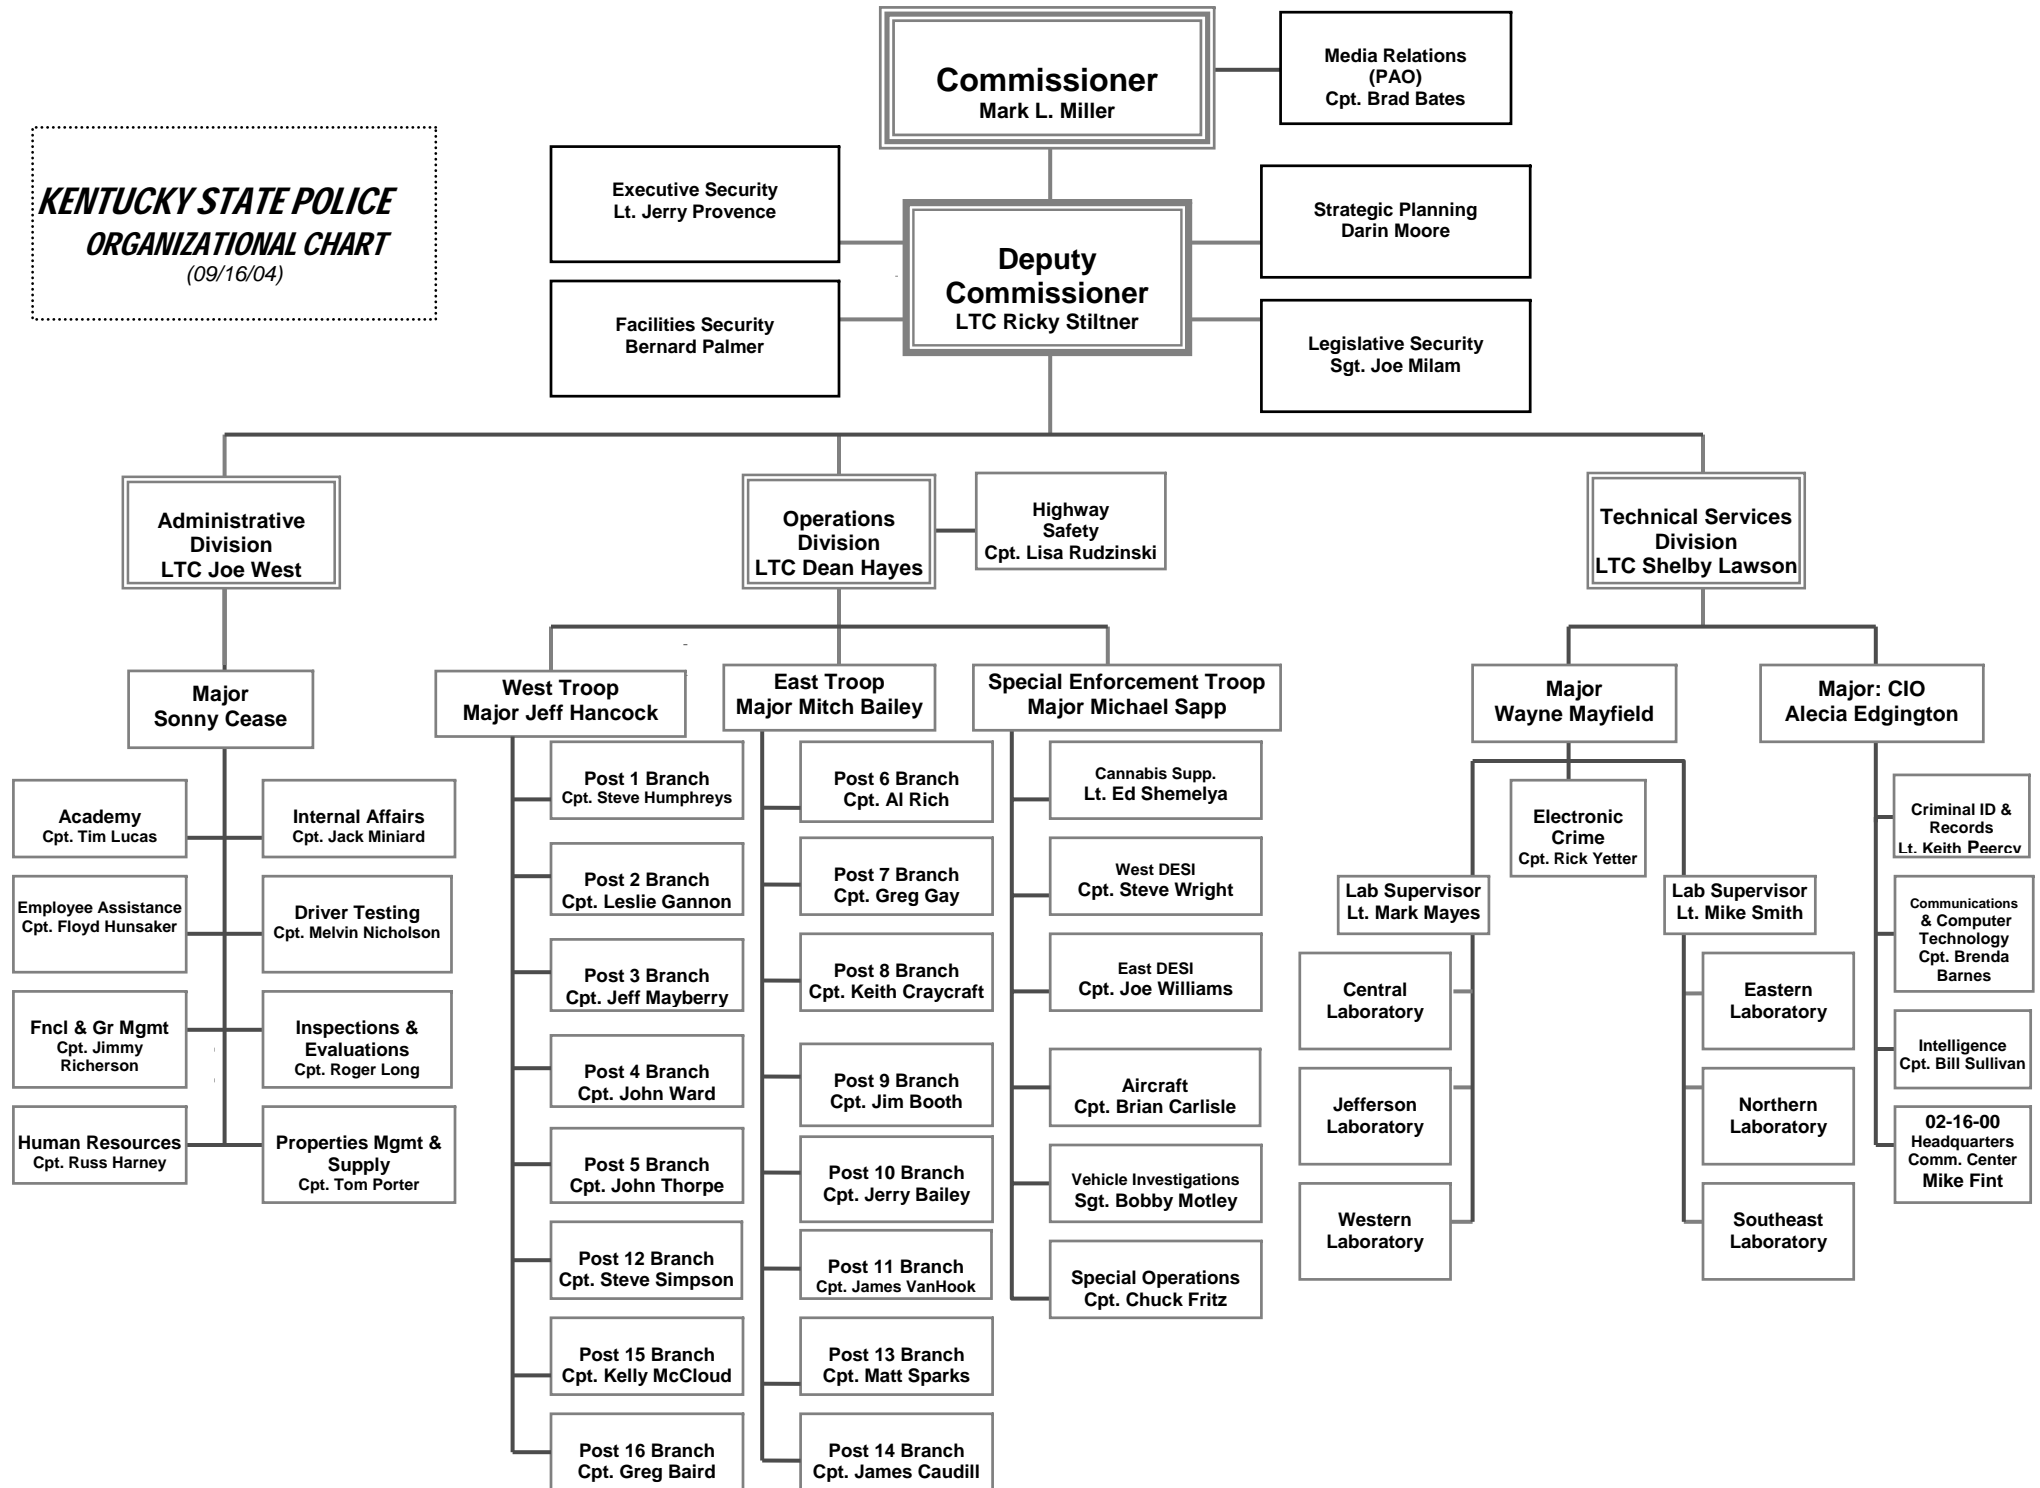 Commissioner
Mark L. Miller
Media Relations
(PAO)
Cpt. Brad Bates
KENTUCKY STATE POLICE
ORGANIZATIONAL CHART
(09/16/04)
Executive Security
Lt. Jerry Provence
Strategic Planning
Darin Moore
Deputy
Commissioner
LTC Ricky Stiltner
Facilities Security
Bernard Palmer
Legislative Security
Sgt. Joe Milam
Administrative
Division
LTC Joe West
Operations
Division
LTC Dean Hayes
Highway
Safety
Cpt. Lisa Rudzinski
Technical Services
Division
LTC Shelby Lawson
Major
Sonny Cease
West Troop
Major Jeff Hancock
East Troop
Major Mitch Bailey
Special Enforcement Troop
Major Michael Sapp
Major
Wayne Mayfield
Major: CIO
Alecia Edgington
Academy
Cpt. Tim Lucas
Internal Affairs
Cpt. Jack Miniard
Employee Assistance
Cpt. Floyd Hunsaker
Driver Testing
Cpt. Melvin Nicholson
Fncl & Gr Mgmt
Cpt. Jimmy
Richerson
Inspections &
Evaluations
Cpt. Roger Long
Human Resources
Cpt. Russ Harney
Properties Mgmt &
Supply
Cpt. Tom Porter
Post 1 Branch
Cpt. Steve Humphreys
Post 2 Branch
Cpt. Leslie Gannon
Post 3 Branch
Cpt. Jeff Mayberry
Post 4 Branch
Cpt. John Ward
Post 5 Branch
Cpt. John Thorpe
Post 12 Branch
Cpt. Steve Simpson
Post 15 Branch
Cpt. Kelly McCloud
Post 16 Branch
Cpt. Greg Baird
Post 6 Branch
Cpt. Al Rich
Post 7 Branch
Cpt. Greg Gay
Post 8 Branch
Cpt. Keith Craycraft
Post 9 Branch
Cpt. Jim Booth
Post 10 Branch
Cpt. Jerry Bailey
Post 11 Branch
Cpt. James VanHook
Post 13 Branch
Cpt. Matt Sparks
Post 14 Branch
Cpt. James Caudill
Cannabis Supp.
Lt. Ed Shemelya
West DESI
Cpt. Steve Wright
East DESI
Cpt. Joe Williams
Aircraft
Cpt. Brian Carlisle
Vehicle Investigations
Sgt. Bobby Motley
Special Operations
Cpt. Chuck Fritz
Electronic
Crime
Cpt. Rick Yetter
Lab Supervisor
Lt. Mark Mayes
Central
Laboratory
Jefferson
Laboratory
Western
Laboratory
Lab Supervisor
Lt. Mike Smith
Eastern
Laboratory
Northern
Laboratory
Southeast
Laboratory
Criminal ID &
Records
Lt. Keith Peercy
Communications
& Computer
Technology
Cpt. Brenda
Barnes
Intelligence
Cpt. Bill Sullivan
02-16-00
Headquarters
Comm. Center
Mike Fint